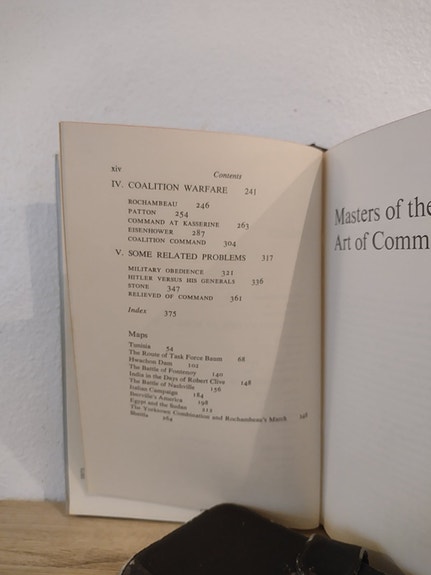 xiv
Contents
IV. COALITION WARFARE 241
ROCHAMBEAU 246
PATTON 254
COMMAND AT KASSERINE 263
EISENHOWER 287
COALITION COMMAND 304
V. SOME RELATED PROBLEMS 317
MILITARY OBEDIENCE 321
HITLER VERSUS HIS GENERALS 336
STONE 347
RELIEVED OF COMMAND 361
Index 375
Maps
Tunisia 54
The Route of Task Force Baum 68
Hwachon Dam 102
The Battle of Fontenoy 140
India in the Days of Robert Clive 148
The Battle of Nashville 156
Italian Campaign 184
Bouville's America 198
Egypt and the Sudan 212
The Yorktown Combination and Rochambeau's March 248
Sbeitla 264
Masters of the
Art of Comm